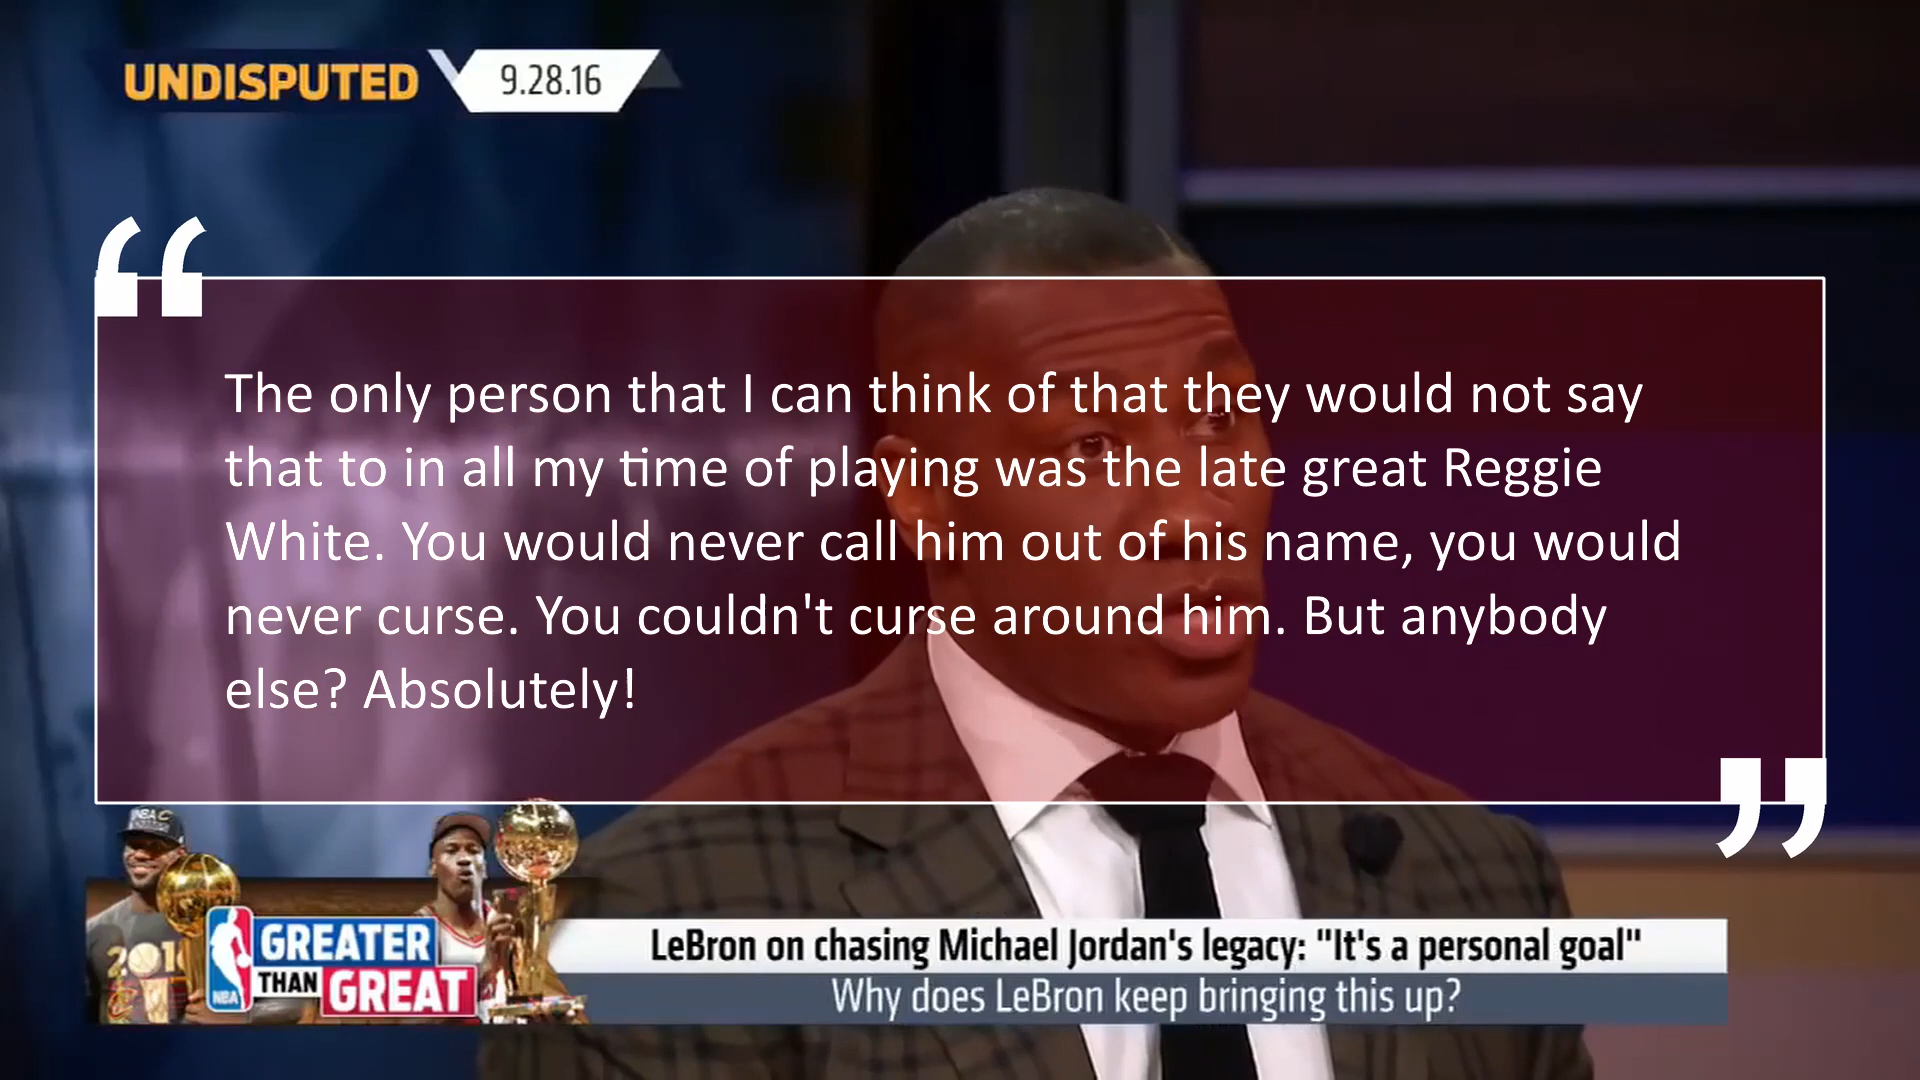 UNDISPUTED
9.28.16
“
The only person that I can think of that they would not say
that to in all my time of playing was the late great Reggie
White. You would never call him out of his name, you would
never curse. You couldn't curse around him. But anybody
else? Absolutely!
”
2016
NBA
GREATER
THAN GREAT
LeBron on chasing Michael Jordan's legacy: "It's a personal goal"
Why does LeBron keep bringing this up?